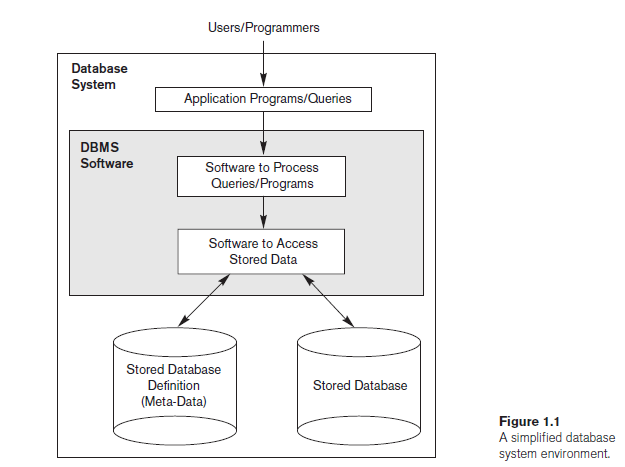 Users/Programmers
Database
System
Application Programs/Queries
DBMS
Software
Software to Process
Queries/Programs
Software to Access
Stored Data
Stored Database
Definition
(Meta-Data)
Stored Database
Figure 1.1
A simplified database
system environment.